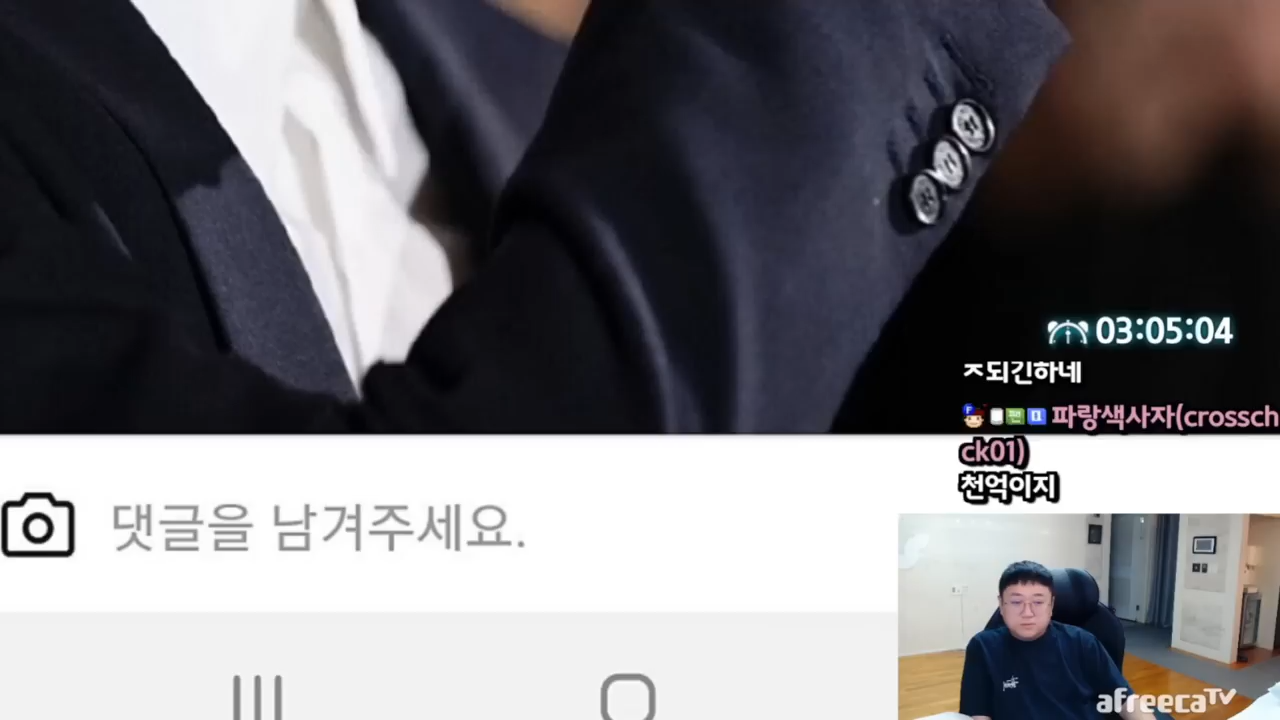 03:05:04
ㅈ되긴하네
파랑색사자(crossch
ck01)
천억이지
댓글을 남겨주세요.
afreecaTV